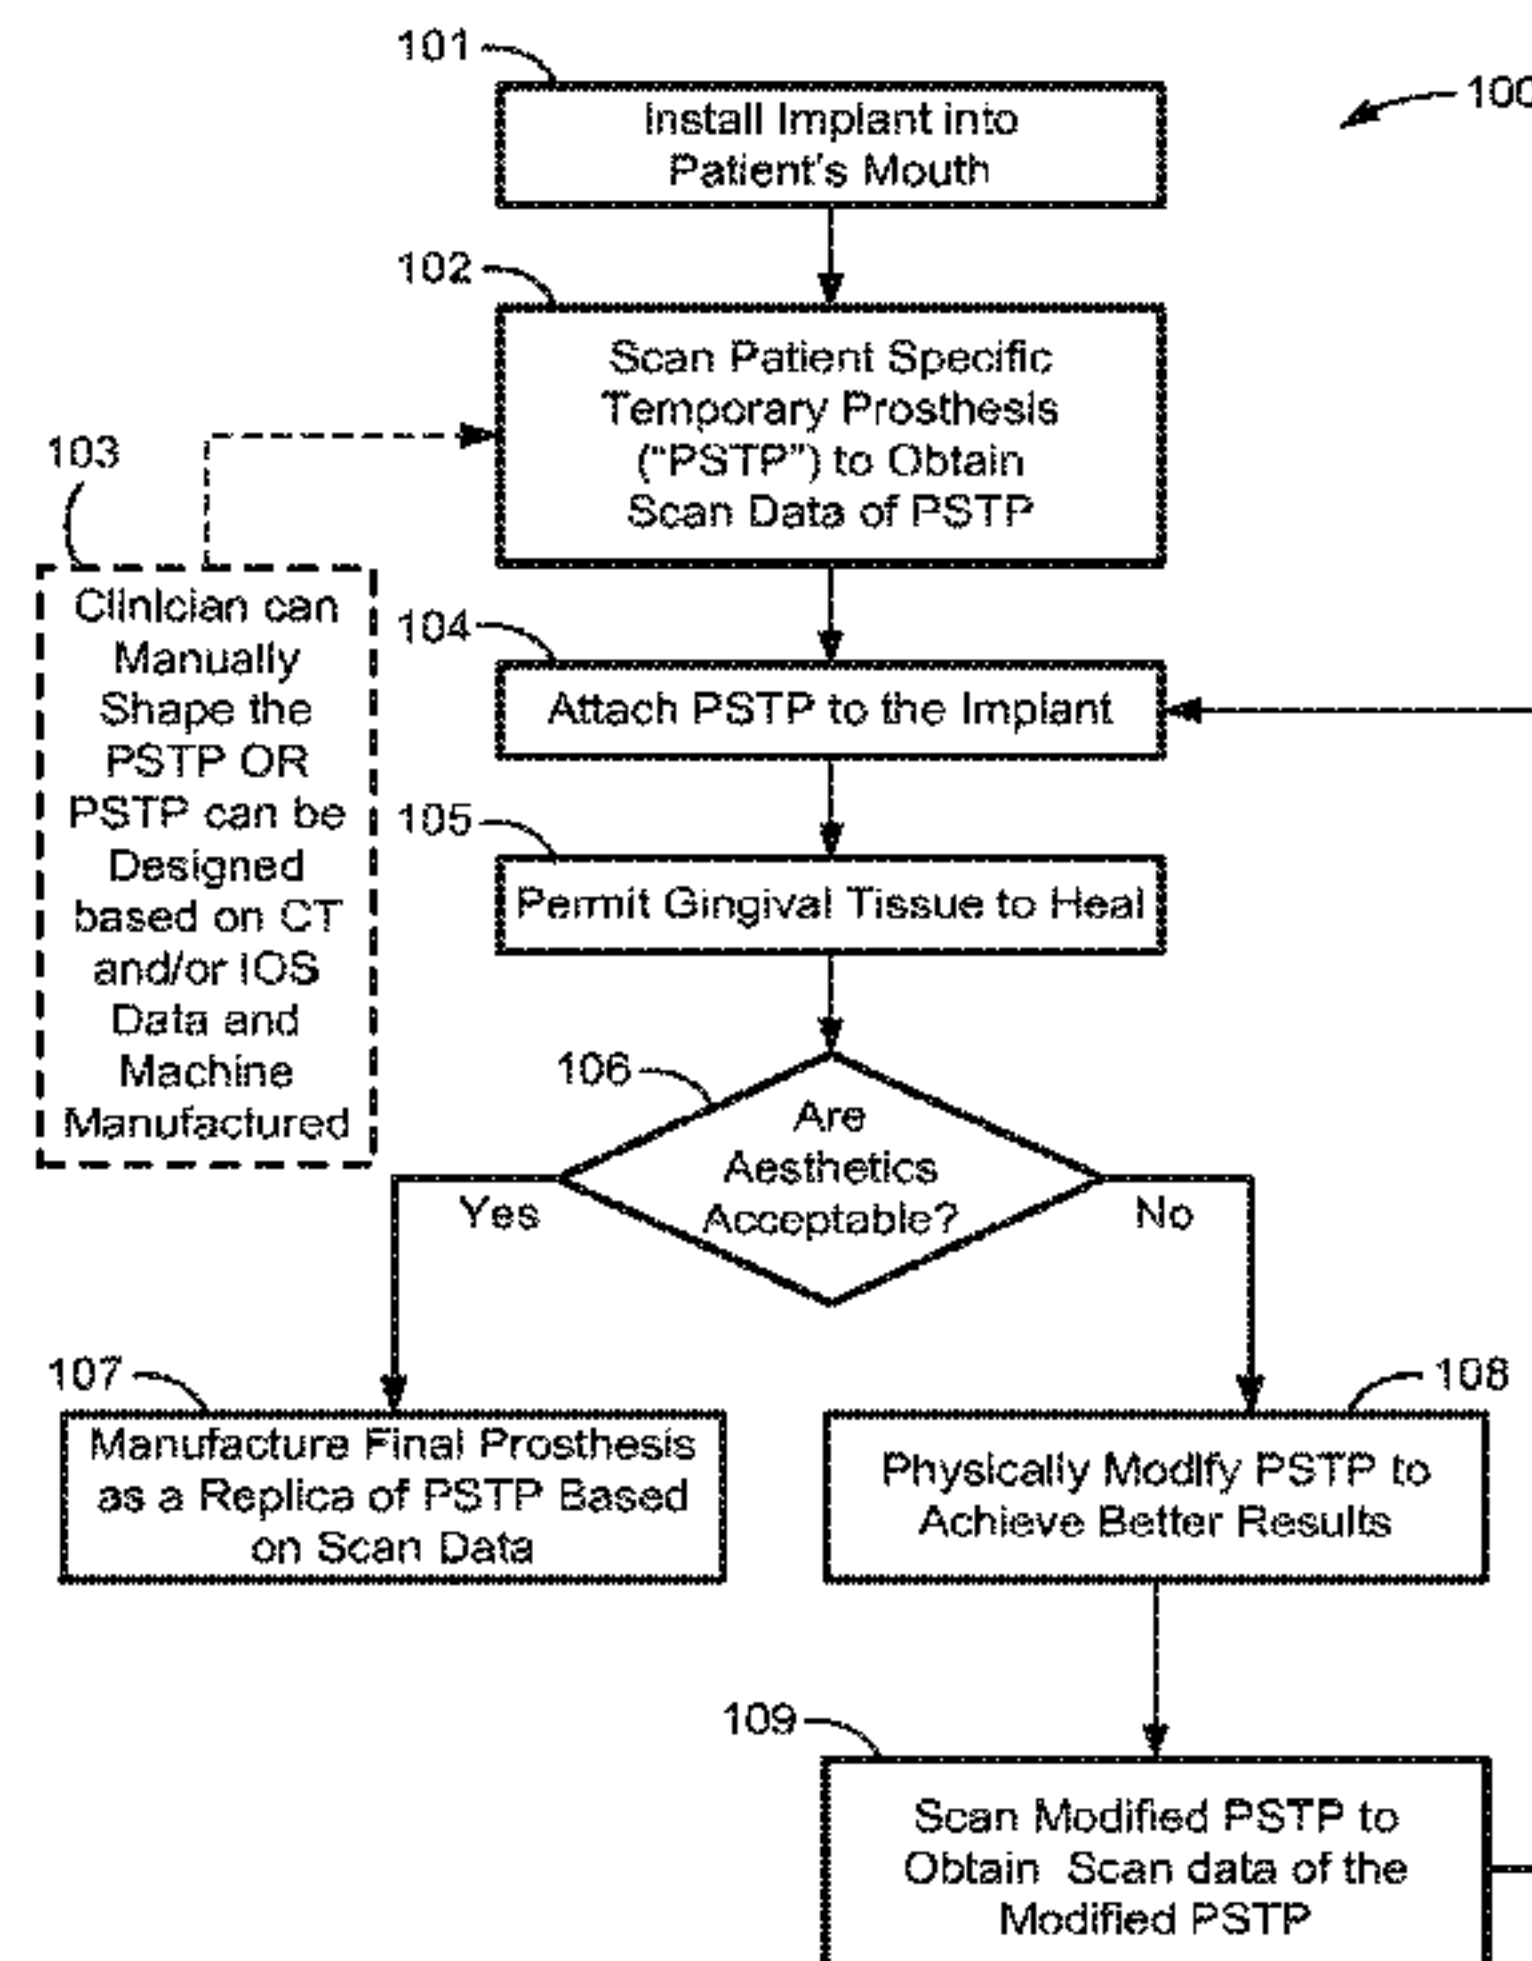 101
Install Implant into
Patient's Mouth
100
102
Scan Patient Specific
Temporary Prosthesis
("PSTP") to Obtain
Scan Data of PSTP
103
Clinician can
Manually
Shape the
PSTP OR
PSTP can be
Designed
based on CT
and/or IOS
Data and
Machine
Manufactured
104
Attach PSTP to the Implant
105
Permit Gingival Tissue to Heal
106
Are
Aesthetics
Acceptable?
Yes
No
107
Manufacture Final Prosthesis
as a Replica of PSTP Based
on Scan Data
108
Physically Modify PSTP to
Achieve Better Results
109
Scan Modified PSTP to
Obtain Scan data of the
Modified PSTP